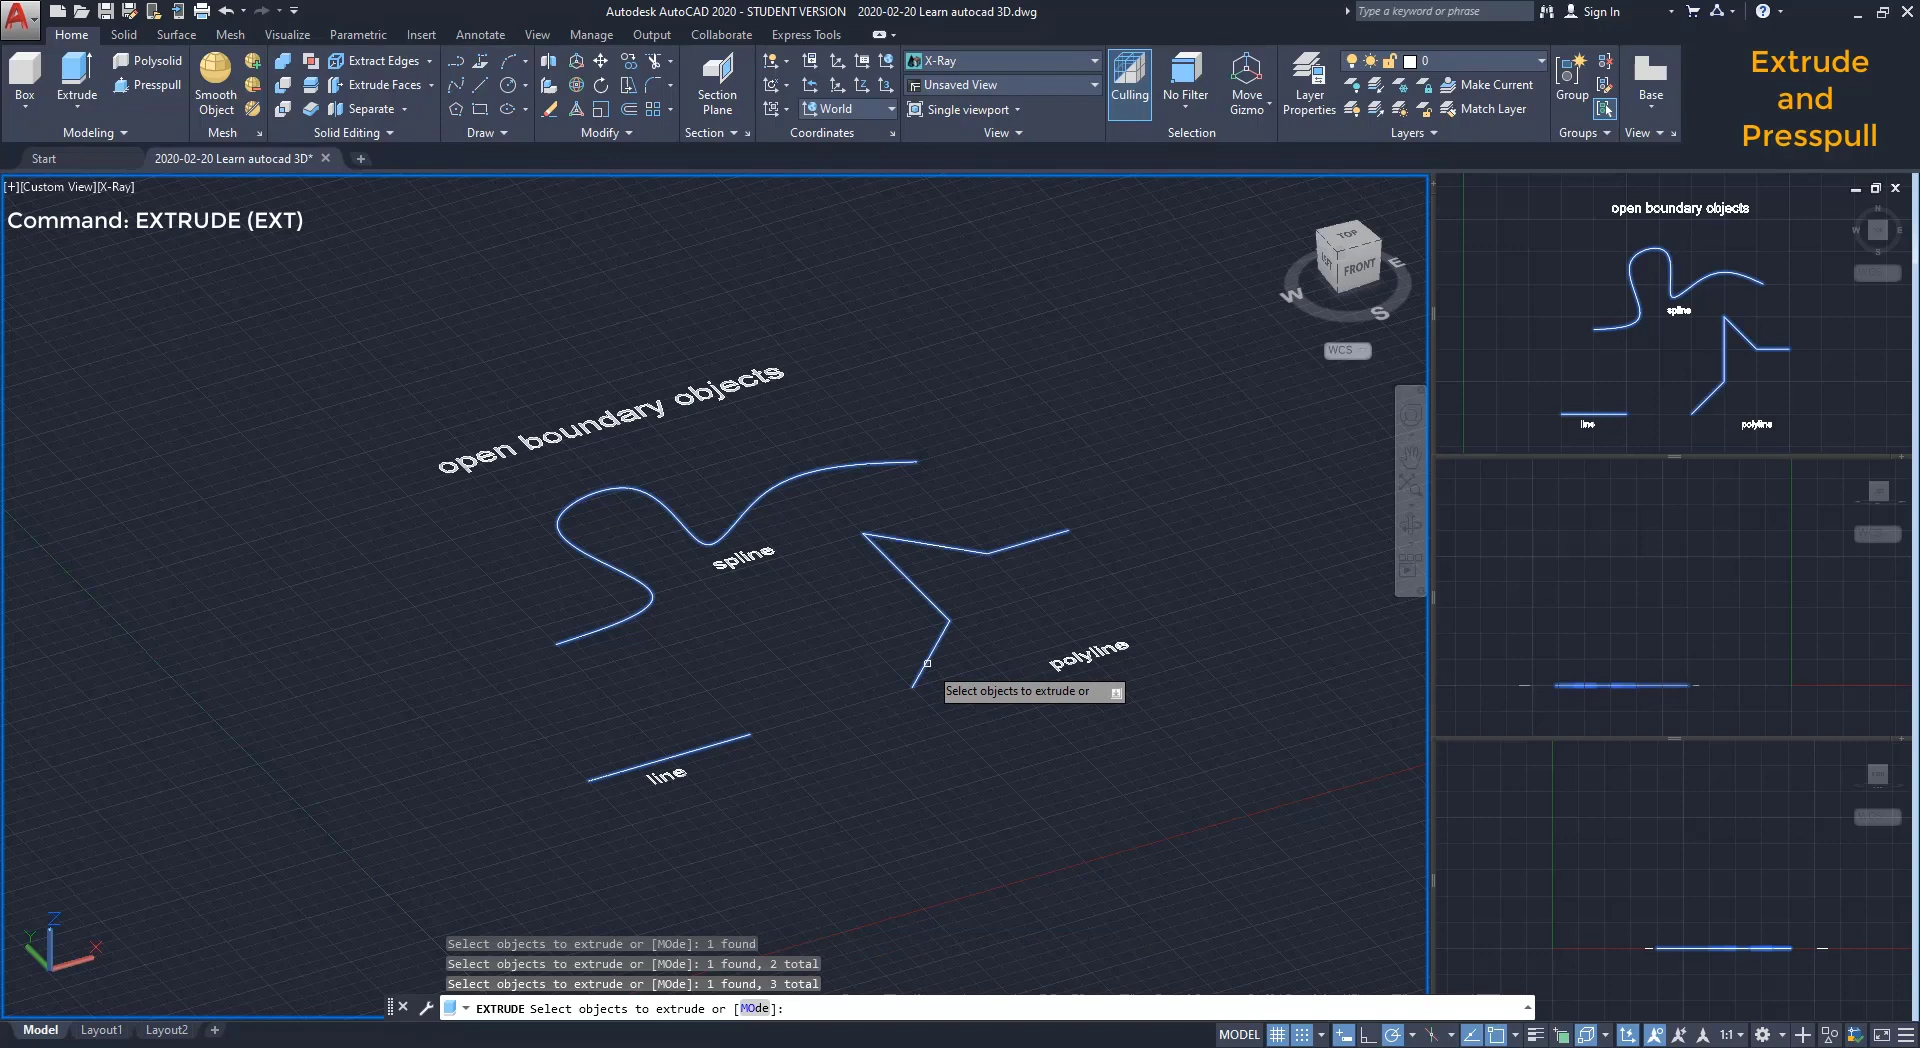 Autodesk AutoCAD 2020 - STUDENT VERSION 2020-02-20 Learn autocad 3D.dwg
Type a keyword or phrase
Sign In
Home Solid Surface Mesh Visualize Parametric Insert Annotate View Manage Output Collaborate Express Tools
Box
Extrude
Polysolid
Presspull
Modeling
Smooth
Object
Mesh
Extract Edges
Extrude Faces
Separate
Solid Editing
Draw
Modify
Section
Plane
Section
World
Coordinates
X-Ray
Unsaved View
Single viewport
View
Culling
No Filter
Move
Gizmo
Selection
Layer
Properties
0
Make Current
Match Layer
Layers
Group
Groups
Base
View
Extrude
and
Presspull
Start
2020-02-20 Learn autocad 3D*
[+][Custom View][X-Ray]
Command: EXTRUDE (EXT)
TOP
LEFT
FRONT
W
E
S
WCS
open boundary objects
spline
polyline
line
Select objects to extrude or
open boundary objects
N
W
E
S
spline
line
polyline
Z
Y
X
Select objects to extrude or [MOde]: 1 found
Select objects to extrude or [MOde]: 1 found, 2 total
Select objects to extrude or [MOde]: 1 found, 3 total
EXTRUDE Select objects to extrude or [MOde]:
Model Layout1 Layout2
MODEL
1:1